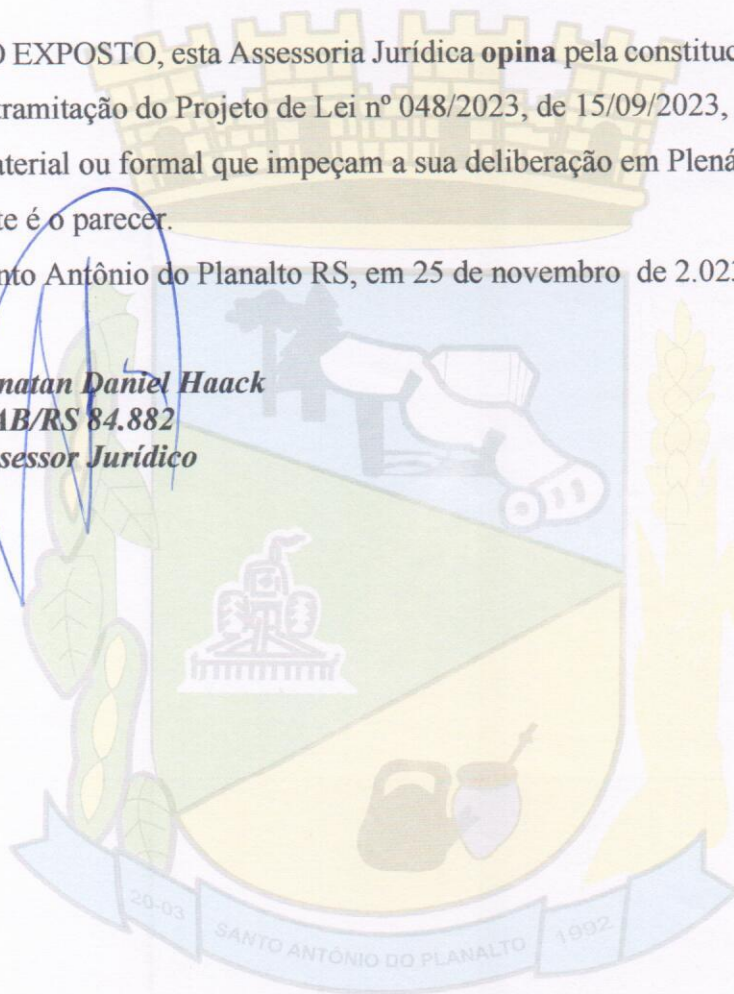 O EXPOSTO, esta Assessoria Jurídica opina pela constituc
tramitação do Projeto de Lei nº 048/2023, de 15/09/2023,
aterial ou formal que impeçam a sua deliberação em Plená
te é o parecer.
nto Antônio do Planalto RS, em 25 de novembro de 2.023
natan Daniel Haack
AB/RS 84.882
sessor Jurídico
20-03 SANTO ANTÔNIO DO PLANALTO 1992